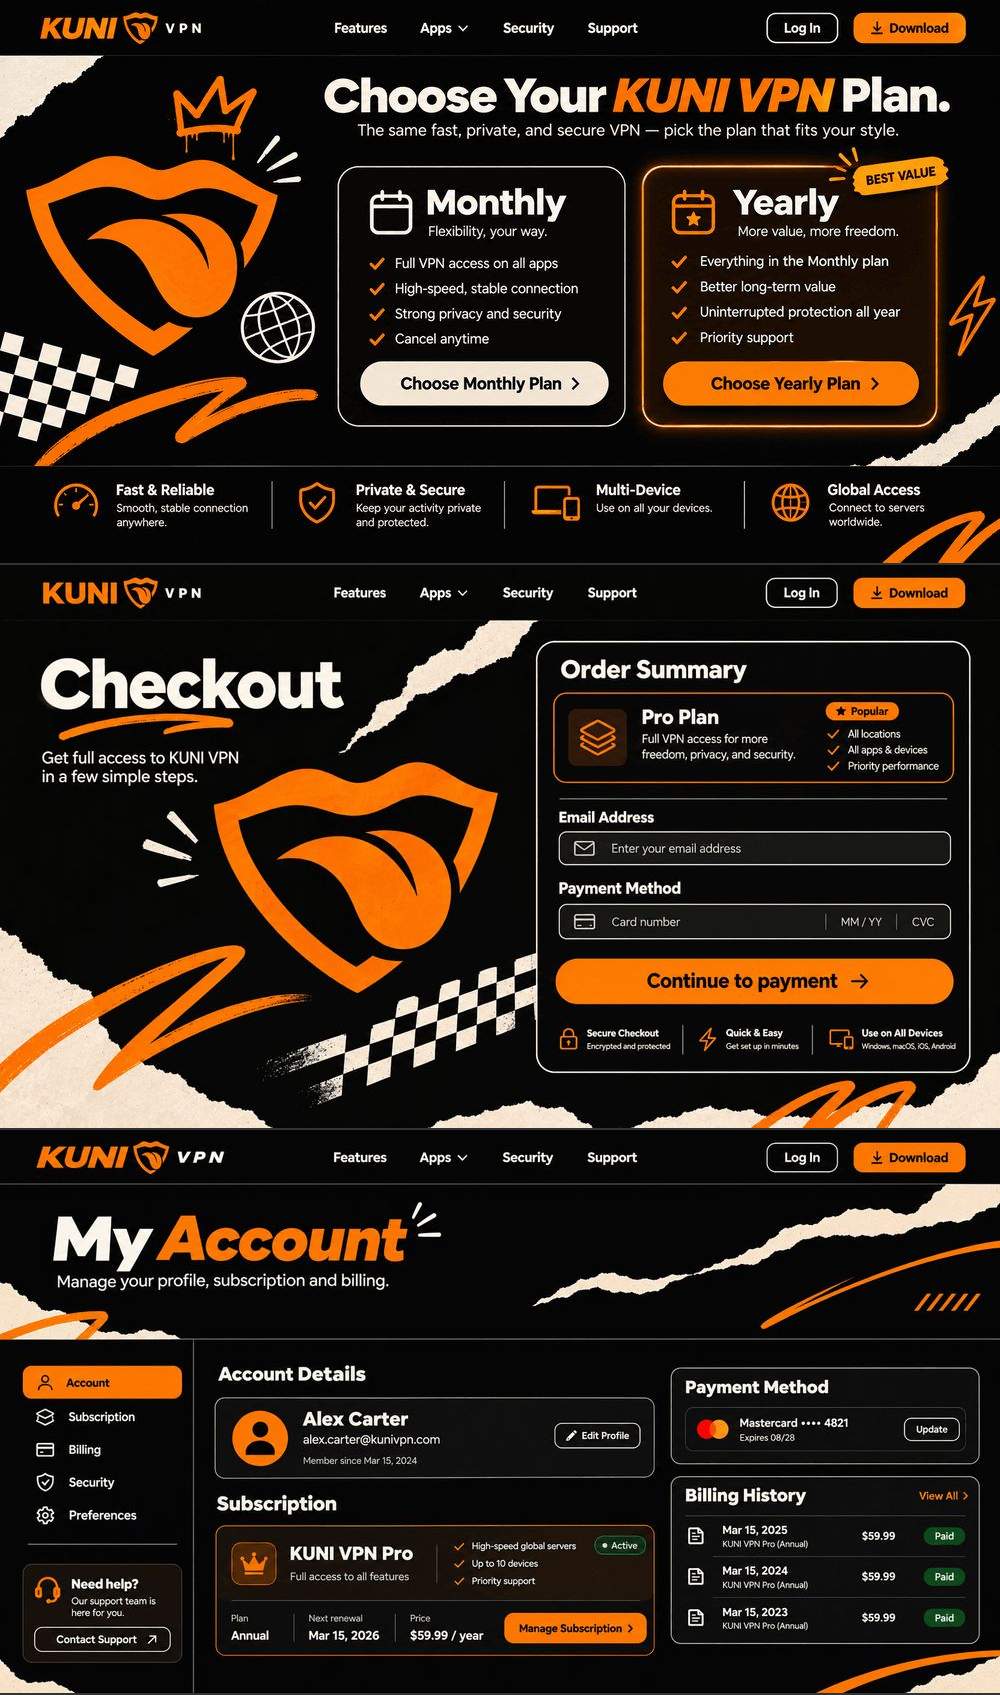 KUNI VPN
Features Apps Security Support
Log In Download
Choose Your KUNI VPN Plan.
The same fast, private, and secure VPN — pick the plan that fits your style.
Monthly
Flexibility, your way.
Full VPN access on all apps
High-speed, stable connection
Strong privacy and security
Cancel anytime
Choose Monthly Plan
BEST VALUE
Yearly
More value, more freedom.
Everything in the Monthly plan
Better long-term value
Uninterrupted protection all year
Priority support
Choose Yearly Plan
Fast & Reliable
Smooth, stable connection
anywhere.
Private & Secure
Keep your activity private
and protected.
Multi-Device
Use on all your devices.
Global Access
Connect to servers
worldwide.
KUNI VPN
Features Apps Security Support
Log In Download
Checkout
Get full access to KUNI VPN
in a few simple steps.
Order Summary
Pro Plan
Full VPN access for more
freedom, privacy, and security.
Popular
All locations
All apps & devices
Priority performance
Email Address
Enter your email address
Payment Method
Card number MM / YY CVC
Continue to payment
Secure Checkout
Encrypted and protected
Quick & Easy
Get set up in minutes
Use on All Devices
Windows, macOS, iOS, Android
KUNI VPN
Features Apps Security Support
Log In Download
My Account
Manage your profile, subscription and billing.
Account
Subscription
Billing
Security
Preferences
Need help?
Our support team is
here for you.
Contact Support
Account Details
Alex Carter
alex.carter@kunivpn.com
Member since Mar 15, 2024
Edit Profile
Subscription
KUNI VPN Pro
Full access to all features
High-speed global servers
Up to 10 devices
Priority support
Active
Plan
Annual
Next renewal
Mar 15, 2026
Price
$59.99 / year
Manage Subscription
Payment Method
Mastercard •••• 4821
Expires 08/28
Update
Billing History
View All
Mar 15, 2025
KUNI VPN Pro (Annual)
$59.99 Paid
Mar 15, 2024
KUNI VPN Pro (Annual)
$59.99 Paid
Mar 15, 2023
KUNI VPN Pro (Annual)
$59.99 Paid